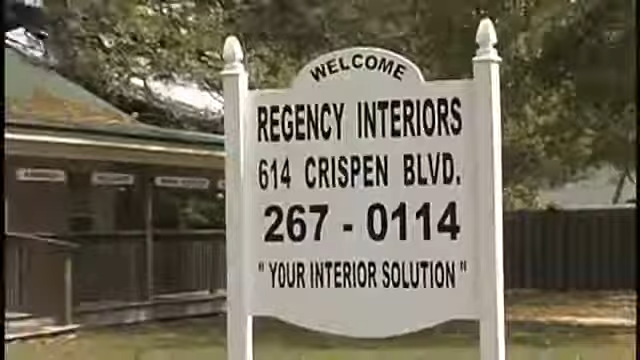 WELCOME
REGENCY INTERIORS
614 CRISPEN BLVD.
267 - 0114
" YOUR INTERIOR SOLUTION "